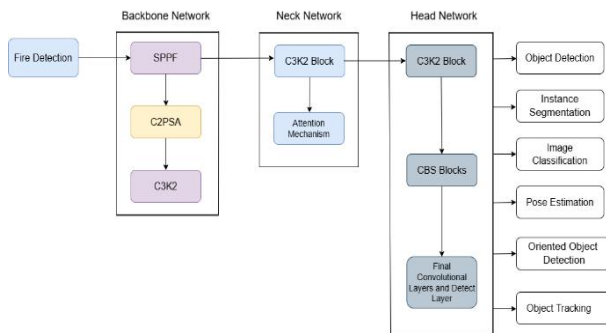 Backbone Network
Neck Network
Head Network
Fire Detection
SPPF
C2PSA
C3K2
C3K2 Block
Attention
Mechanism
C3K2 Block
CBS Blocks
Final
Convolutional
Layers and Detect
Layer
Object Detection
Instance
Segmentation
Image
Classification
Pose Estimation
Oriented Object
Detection
Object Tracking